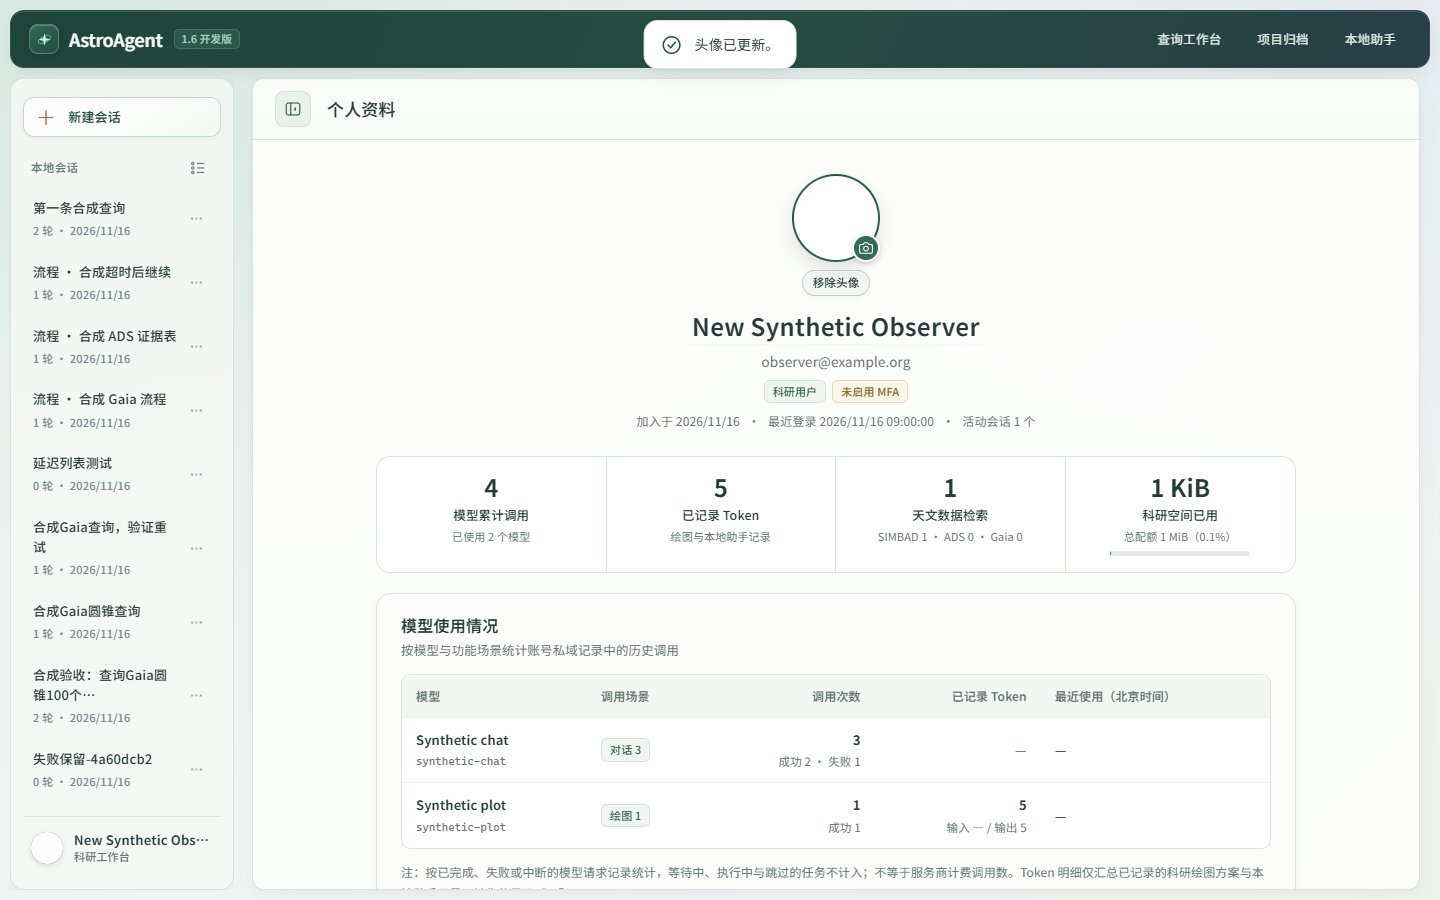 AstroAgent
1.6 开发版
头像已更新。
查询工作台
项目归档
本地助手
新建会话
本地会话
第一条合成查询
2 轮 • 2026/11/16
流程 • 合成超时后继续
1 轮 • 2026/11/16
流程 • 合成 ADS 证据表
1 轮 • 2026/11/16
流程 • 合成 Gaia 流程
1 轮 • 2026/11/16
延迟列表测试
0 轮 • 2026/11/16
合成Gaia查询，验证重
试
1 轮 • 2026/11/16
合成Gaia圆锥查询
1 轮 • 2026/11/16
合成验收：查询Gaia圆
锥100个…
2 轮 • 2026/11/16
失败保留-4a60dcb2
0 轮 • 2026/11/16
New Synthetic Obs…
科研工作台
个人资料
移除头像
New Synthetic Observer
observer@example.org
科研用户
未启用 MFA
加入于 2026/11/16 • 最近登录 2026/11/16 09:00:00 • 活动会话 1 个
4
模型累计调用
已使用 2 个模型
5
已记录 Token
绘图与本地助手记录
1
天文数据检索
SIMBAD 1 • ADS 0 • Gaia 0
1 KiB
科研空间已用
总配额 1 MiB（0.1%）
模型使用情况
按模型与功能场景统计账号私域记录中的历史调用
模型 调用场景 调用次数 已记录 Token 最近使用（北京时间）
Synthetic chat
synthetic-chat
对话 3
3
成功 2 • 失败 1
—
—
Synthetic plot
synthetic-plot
绘图 1
1
成功 1
5
输入 — / 输出 5
—
注：按已完成、失败或中断的模型请求记录统计，等待中、执行中与跳过的任务不计入；不等于服务商计费调用数。Token 明细仅汇总已记录的科研绘图方案与本